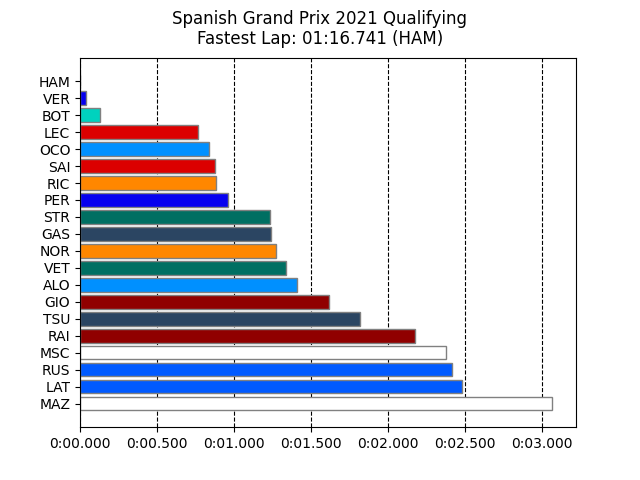 Spanish Grand Prix 2021 Qualifying
Fastest Lap: 01:16.741 (HAM)
HAM
VER
BOT
LEC
OCO
SAI
RIC
PER
STR
GAS
NOR
VET
ALO
GIO
TSU
RAI
MSC
RUS
LAT
MAZ
0:00.000 0:00.500 0:01.000 0:01.500 0:02.000 0:02.500 0:03.000